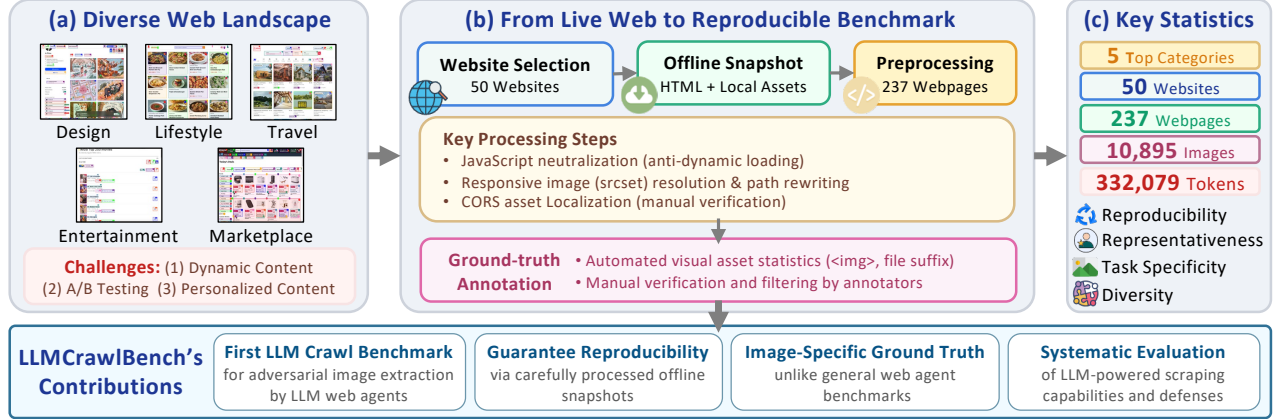 (a) Diverse Web Landscape
Design
Lifestyle
Travel
Entertainment
Marketplace
Challenges: (1) Dynamic Content
(2) A/B Testing (3) Personalized Content
(b) From Live Web to Reproducible Benchmark
Website Selection
50 Websites
Offline Snapshot
HTML + Local Assets
Preprocessing
237 Webpages
Key Processing Steps
• JavaScript neutralization (anti-dynamic loading)
• Responsive image (srcset) resolution & path rewriting
• CORS asset Localization (manual verification)
Ground-truth
Annotation
• Automated visual asset statistics (<img>, file suffix)
• Manual verification and filtering by annotators
(c) Key Statistics
5 Top Categories
50 Websites
237 Webpages
10,895 Images
332,079 Tokens
Reproducibility
Representativeness
Task Specificity
Diversity
LLMCrawlBench's
Contributions
First LLM Crawl Benchmark
for adversarial image extraction
by LLM web agents
Guarantee Reproducibility
via carefully processed offline
snapshots
Image-Specific Ground Truth
unlike general web agent
benchmarks
Systematic Evaluation
of LLM-powered scraping
capabilities and defenses